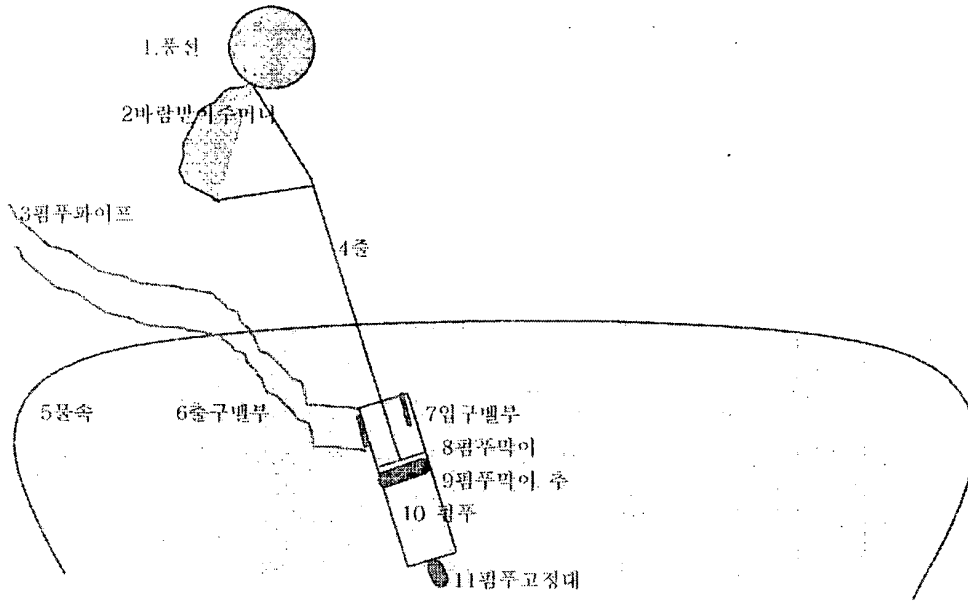 1.풍선
2바람받이주머니
3펌푸파이프
4줄
5물속
6출구밸부
7입구밸부
8펌푸막이
9펌푸막이 추
10 펌푸
11펌푸고정대